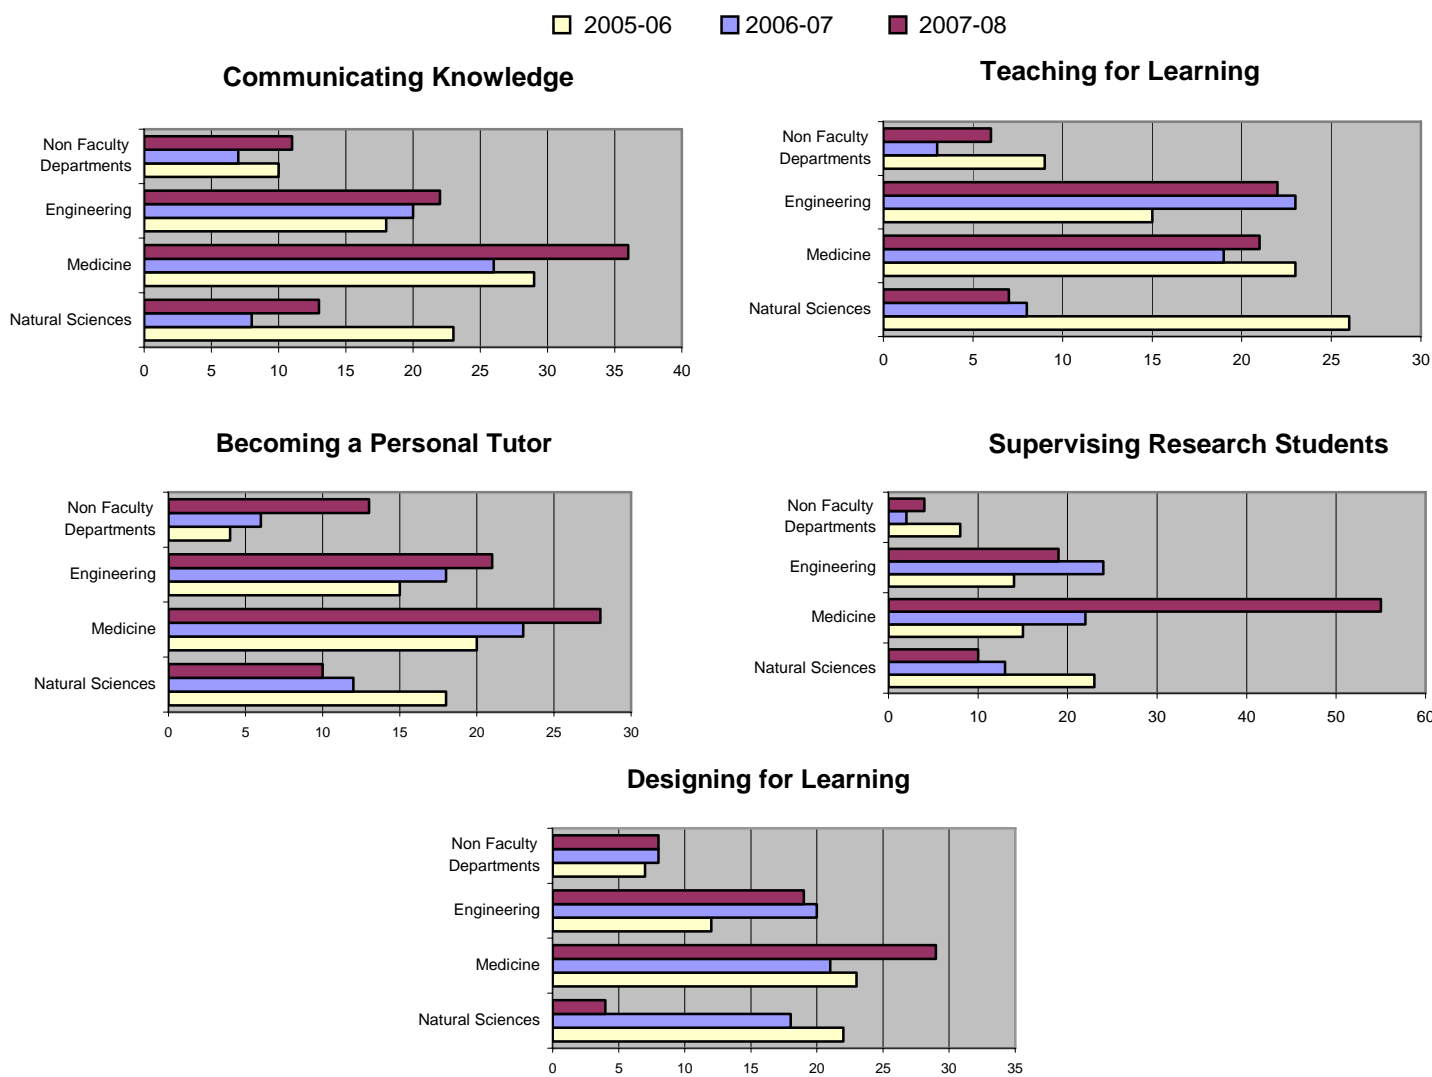 2005-06 2006-07 2007-08
Communicating Knowledge
Non Faculty
Departments
Engineering
Medicine
Natural Sciences
0 5 10 15 20 25 30 35 40
Teaching for Learning
Non Faculty
Departments
Engineering
Medicine
Natural Sciences
0 5 10 15 20 25 30
Becoming a Personal Tutor
Non Faculty
Departments
Engineering
Medicine
Natural Sciences
0 5 10 15 20 25 30
Supervising Research Students
Non Faculty
Departments
Engineering
Medicine
Natural Sciences
0 10 20 30 40 50 60
Designing for Learning
Non Faculty
Departments
Engineering
Medicine
Natural Sciences
0 5 10 15 20 25 30 35